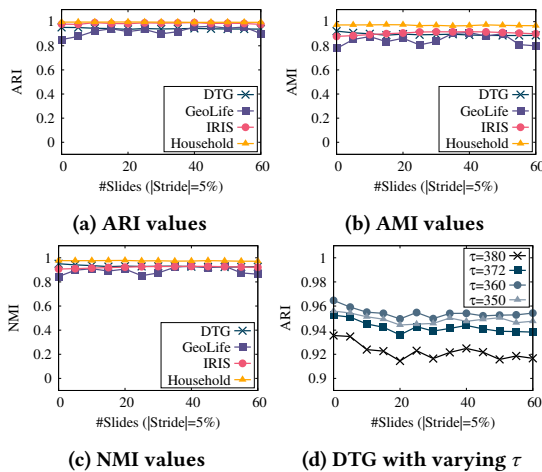 1
0.8
0.6
0.4
0.2
0
ARI
DTG
GeoLife
IRIS
Household
0 20 40 60
#Slides (|Stride|=5%)
(a) ARI values
1
0.8
0.6
0.4
0.2
0
AMI
DTG
GeoLife
IRIS
Household
0 20 40 60
#Slides (|Stride|=5%)
(b) AMI values
1
0.8
0.6
0.4
0.2
0
NMI
DTG
GeoLife
IRIS
Household
0 20 40 60
#Slides (|Stride|=5%)
(c) NMI values
1
0.98
0.96
0.94
0.92
0.9
ARI
τ=380
τ=372
τ=360
τ=350
0 20 40 60
#Slides (|Stride|=5%)
(d) DTG with varying τ